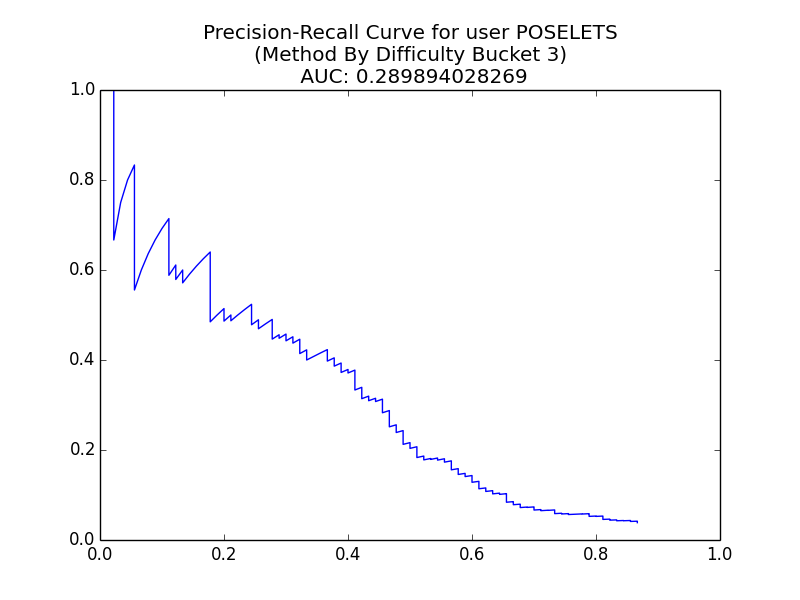 Precision-Recall Curve for user POSELETS
(Method By Difficulty Bucket 3)
AUC: 0.289894028269
1.0
0.8
0.6
0.4
0.2
0.0
0.0 0.2 0.4 0.6 0.8 1.0